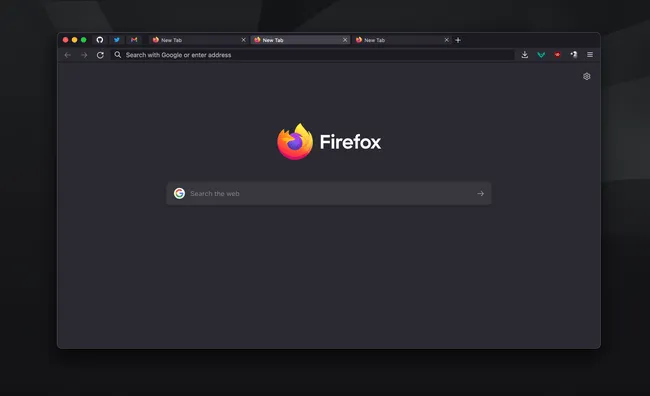 New Tab
New Tab
New Tab
Search with Google or enter address
Firefox
Search the web